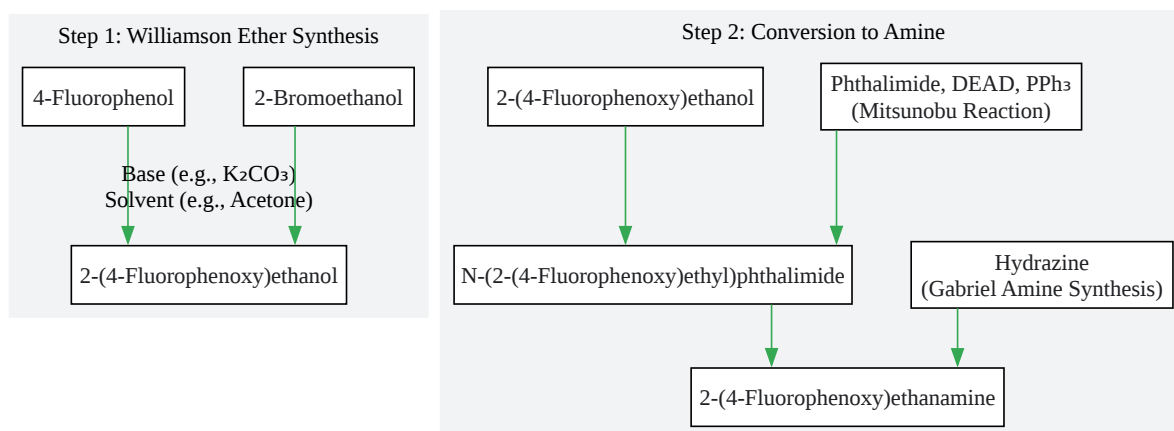 Step 1: Williamson Ether Synthesis
4-Fluorophenol
2-Bromoethanol
Base (e.g., K₂CO₃)
Solvent (e.g., Acetone)
2-(4-Fluorophenoxy)ethanol
Step 2: Conversion to Amine
2-(4-Fluorophenoxy)ethanol
Phthalimide, DEAD, PPh₃
(Mitsunobu Reaction)
N-(2-(4-Fluorophenoxy)ethyl)phthalimide
Hydrazine
(Gabriel Amine Synthesis)
2-(4-Fluorophenoxy)ethanamine